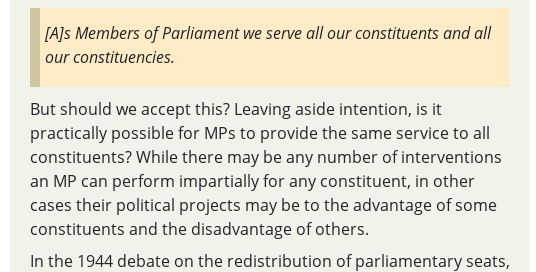 [A]s Members of Parliament we serve all our constituents and all
our constituencies.
But should we accept this? Leaving aside intention, is it
practically possible for MPs to provide the same service to all
constituents? While there may be any number of interventions
an MP can perform impartially for any constituent, in other
cases their political projects may be to the advantage of some
constituents and the disadvantage of others.
In the 1944 debate on the redistribution of parliamentary seats,